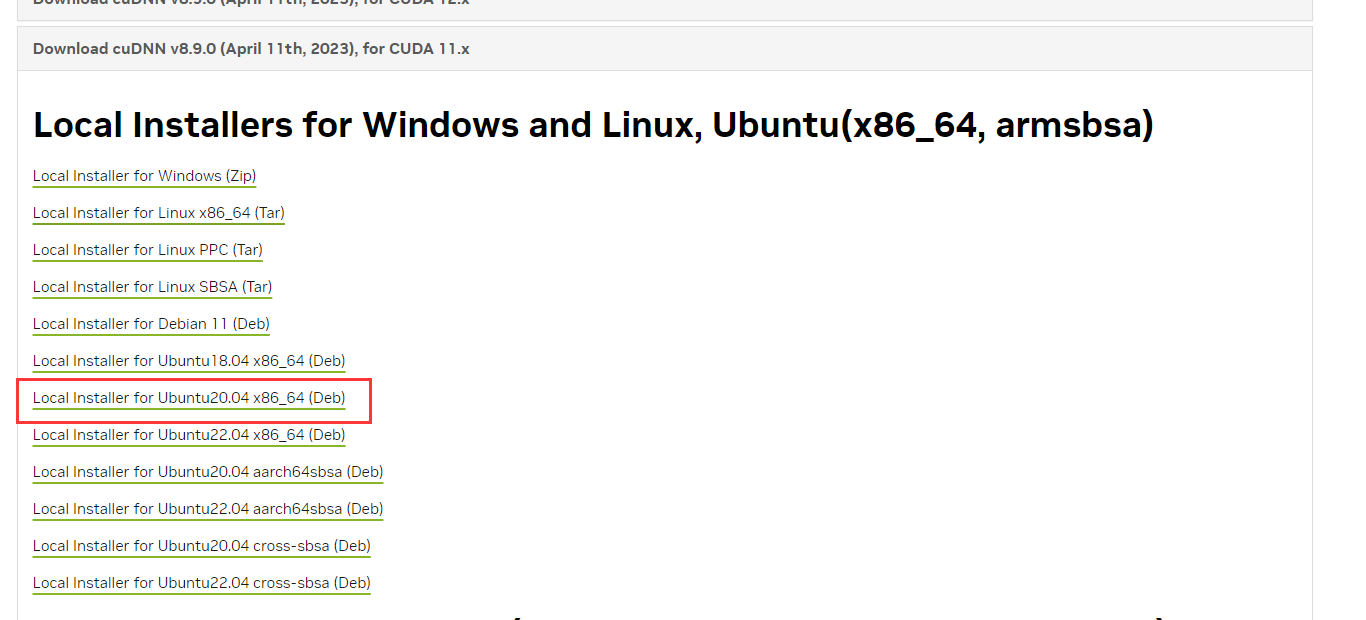 Download cuDNN v8.9.0 (April 11th, 2023), for CUDA 12.x
Download cuDNN v8.9.0 (April 11th, 2023), for CUDA 11.x
Local Installers for Windows and Linux, Ubuntu(x86_64, armsbsa)
Local Installer for Windows (Zip)
Local Installer for Linux x86_64 (Tar)
Local Installer for Linux PPC (Tar)
Local Installer for Linux SBSA (Tar)
Local Installer for Debian 11 (Deb)
Local Installer for Ubuntu18.04 x86_64 (Deb)
Local Installer for Ubuntu20.04 x86_64 (Deb)
Local Installer for Ubuntu22.04 x86_64 (Deb)
Local Installer for Ubuntu20.04 aarch64sbsa (Deb)
Local Installer for Ubuntu22.04 aarch64sbsa (Deb)
Local Installer for Ubuntu20.04 cross-sbsa (Deb)
Local Installer for Ubuntu22.04 cross-sbsa (Deb)